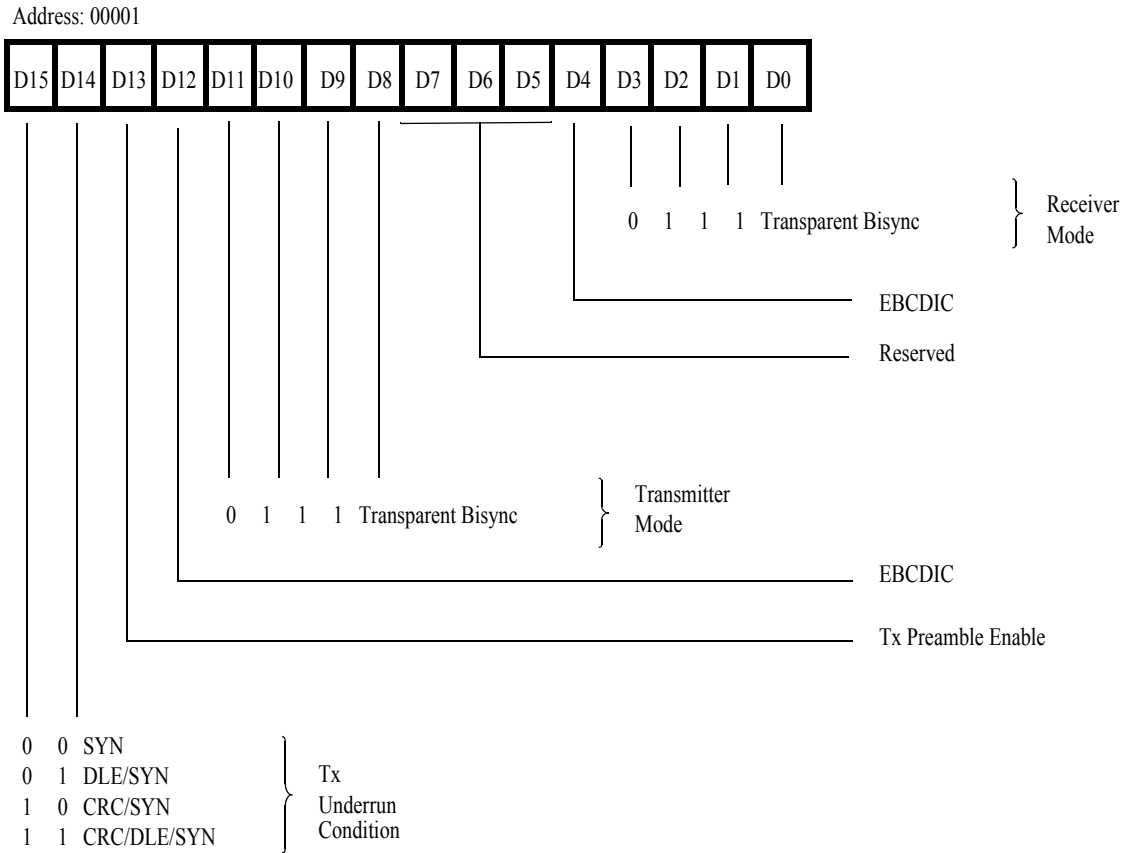 Address: 00001
D15 D14 D13 D12 D11 D10 D9 D8 D7 D6 D5 D4 D3 D2 D1 D0
0 1 1 1 Transparent Bisync
Receiver
Mode
EBCDIC
Reserved
0 1 1 1 Transparent Bisync
Transmitter
Mode
EBCDIC
Tx Preamble Enable
0 0 SYN
0 1 DLE/SYN
1 0 CRC/SYN
1 1 CRC/DLE/SYN
Tx
Underrun
Condition